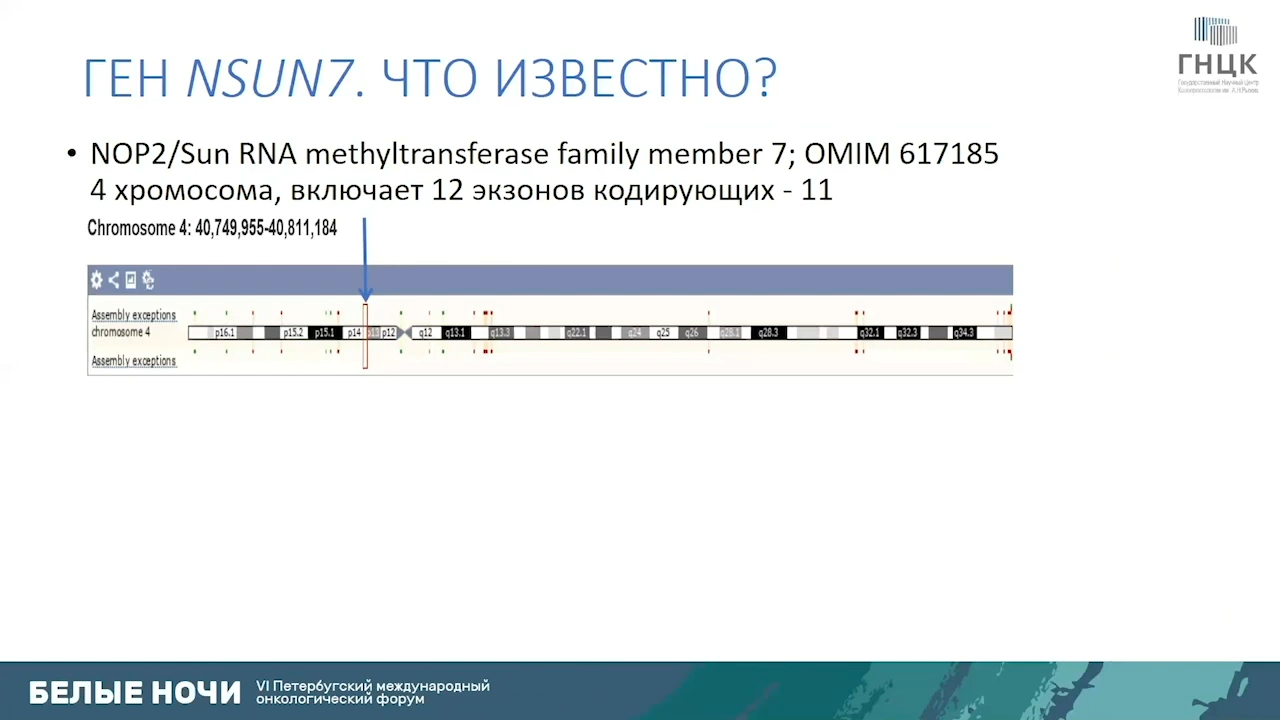 ГНЦК
Государственный Научный Центр
ГЕН NSUN7. ЧТО ИЗВЕСТНО?
• NOP2/Sun RNA methyltransferase family member 7; OMIM 617185
4 хромосома, включает 12 экзонов кодирующих - 11
Chromosome 4: 40,749,955-40,811,184
Assembly exceptions
chromosome 4 p16.1 p15.2 p15.1 p14 p12 q12 q13.1 q13.3 q22.1 q24 q25 q26 q28.1 q28.3 q32.1 q32.3 q34.3
Assembly exceptions
БЕЛЫЕ НОЧИ
VI Петербугский международный
онкологический форум